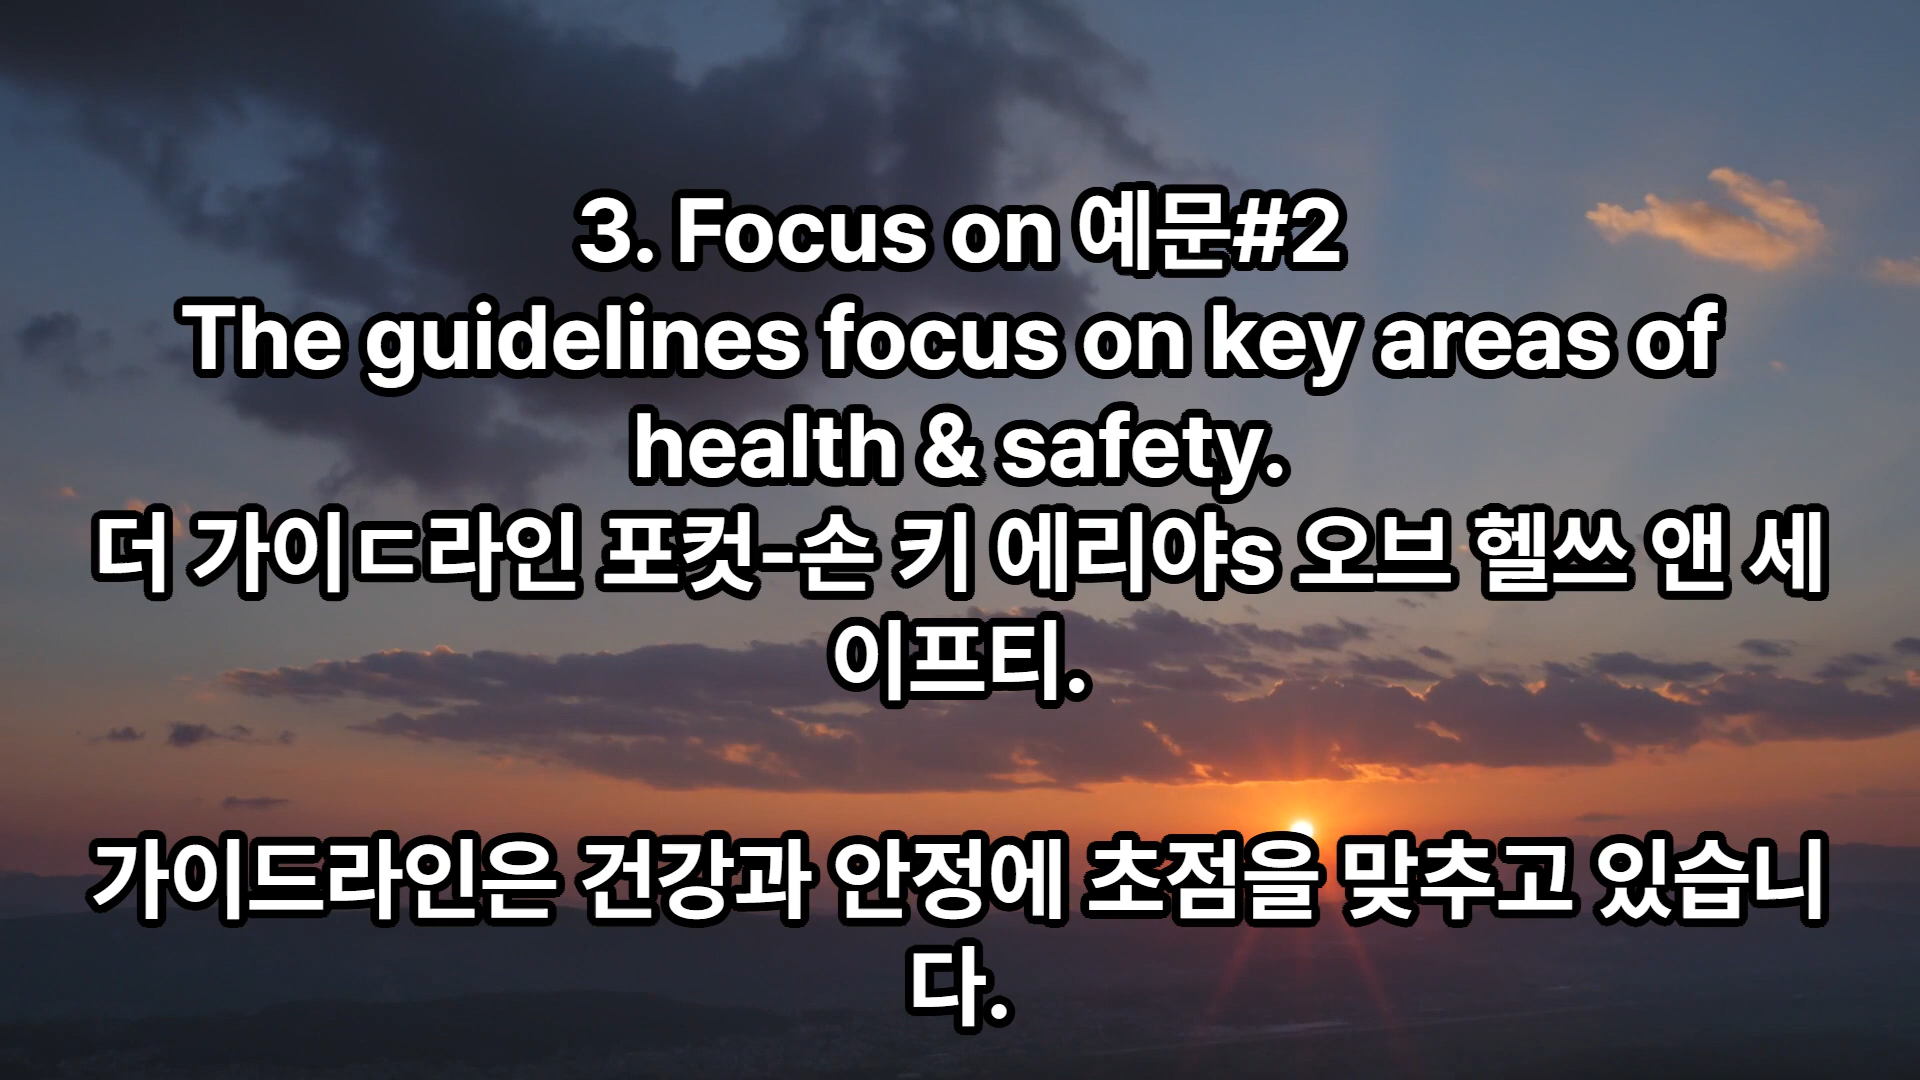 3. Focus on 예문#2
The guidelines focus on key areas of
health & safety.
더 가이ㄷ라인 포컷-손 키 에리야s 오브 헬쓰 앤 세
이프티.
가이드라인은 건강과 안정에 초점을 맞추고 있습니
다.